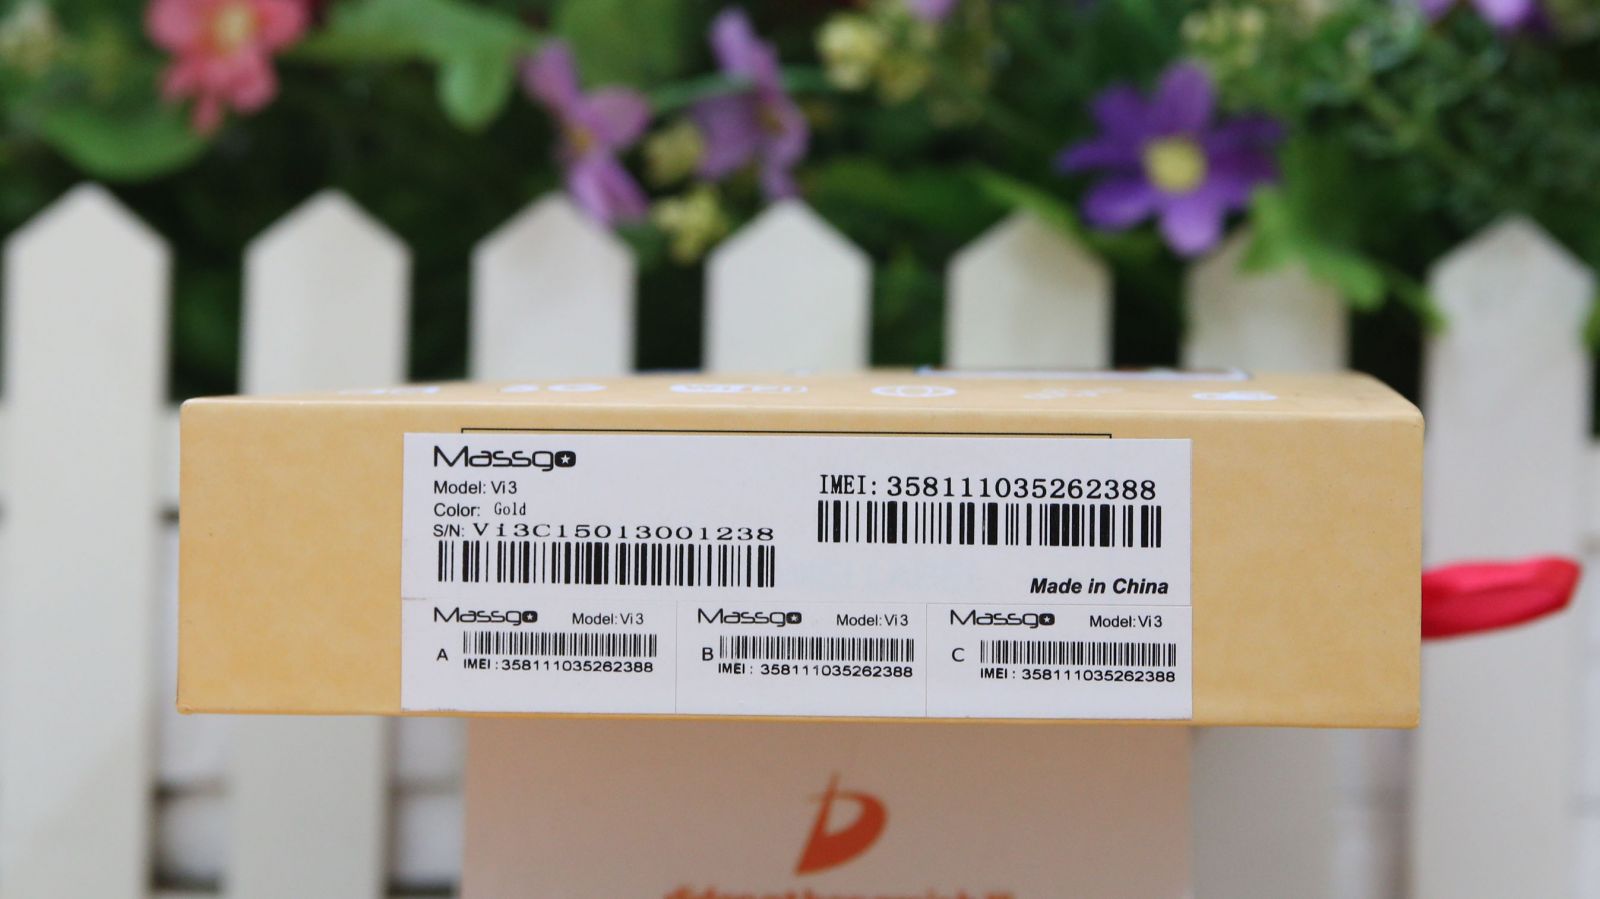 Massgo
Model: Vi3
Color: Gold
S/N: Vi3C15013001238
IMEI: 358111035262388
Made in China
Massgo Model:Vi3
A
IMEI : 358111035262388
Massgo Model:Vi3
B
IMEI : 358111035262388
Massgo Model:Vi3
C
IMEI : 358111035262388